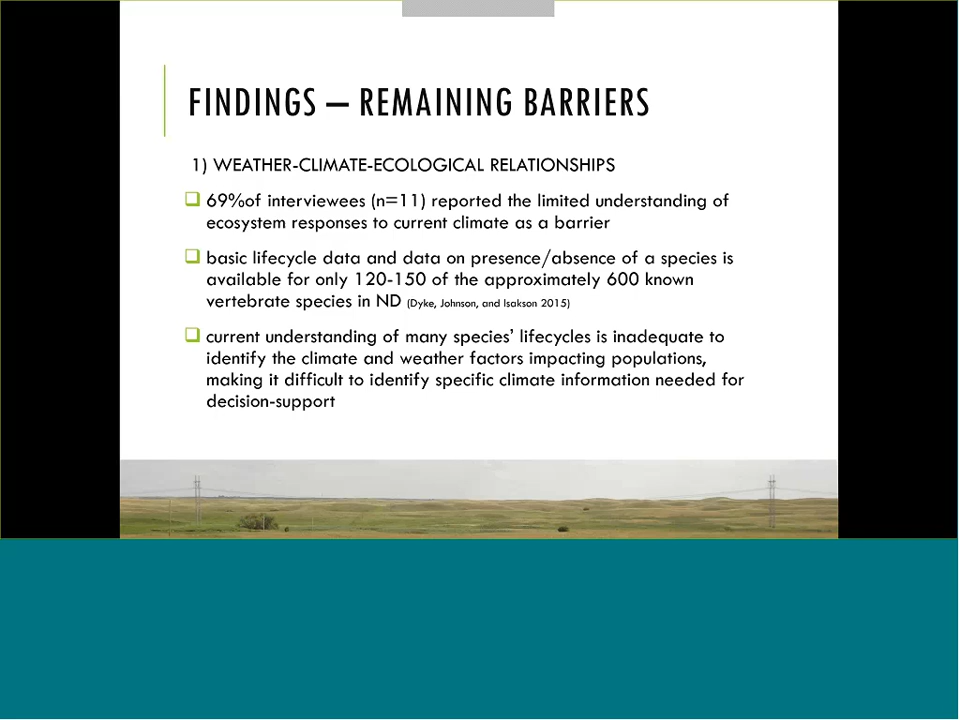 FINDINGS – REMAINING BARRIERS
1) WEATHER-CLIMATE-ECOLOGICAL RELATIONSHIPS
69%of interviewees (n=11) reported the limited understanding of
ecosystem responses to current climate as a barrier
basic lifecycle data and data on presence/absence of a species is
available for only 120-150 of the approximately 600 known
vertebrate species in ND (Dyke, Johnson, and Isakson 2015)
current understanding of many species’ lifecycles is inadequate to
identify the climate and weather factors impacting populations,
making it difficult to identify specific climate information needed for
decision-support